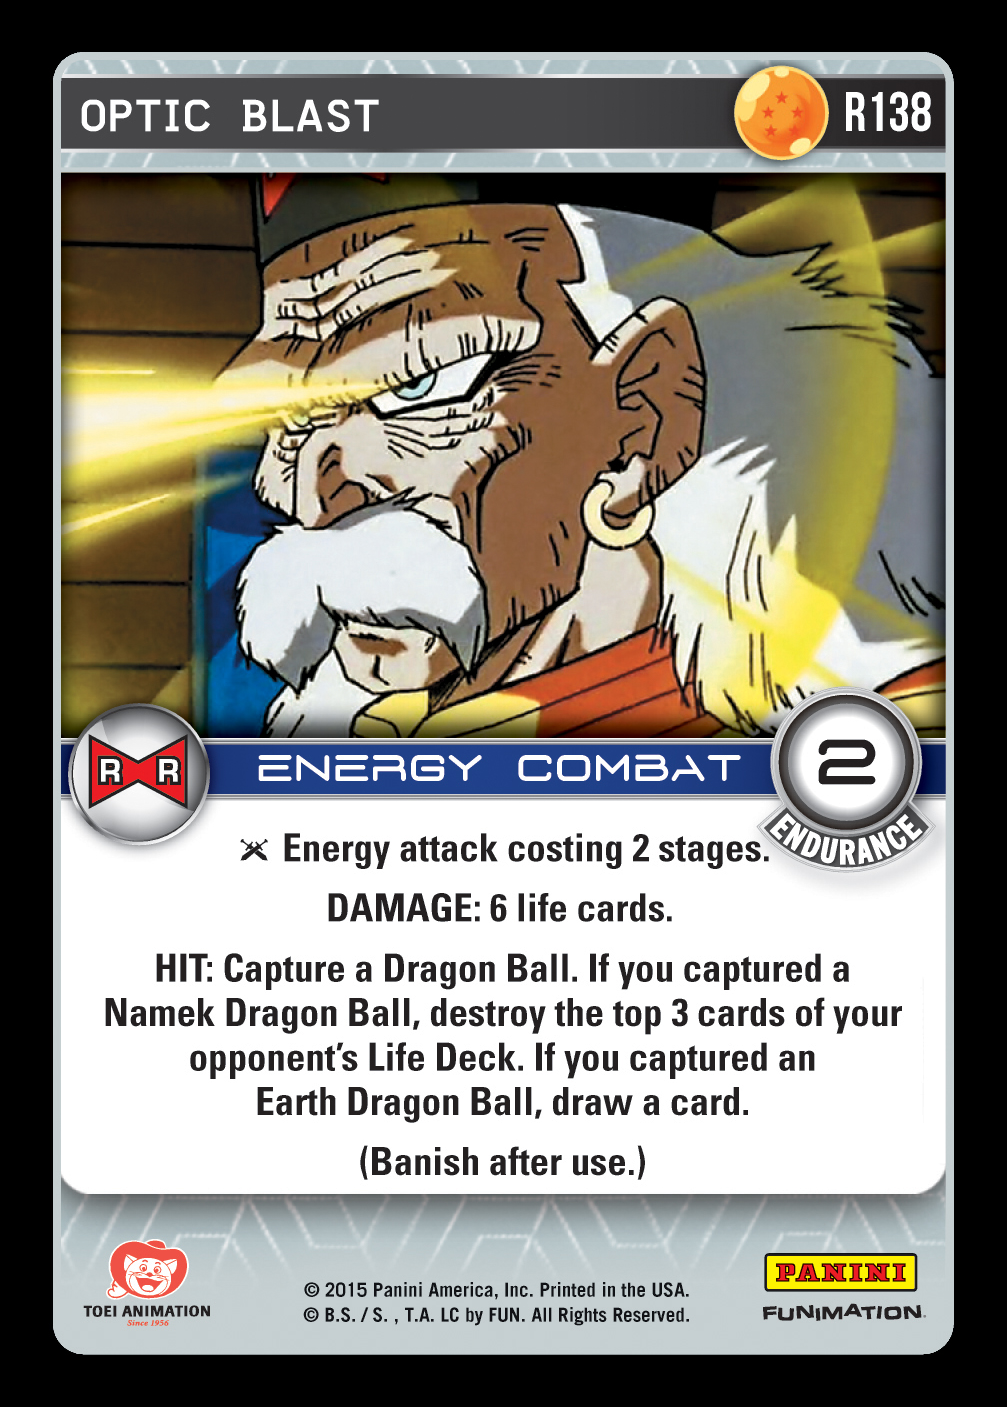 OPTIC BLAST
R138
R R
ENERGY COMBAT
2
ENDURANCE
Energy attack costing 2 stages.
DAMAGE: 6 life cards.
HIT: Capture a Dragon Ball. If you captured a
Namek Dragon Ball, destroy the top 3 cards of your
opponent's Life Deck. If you captured an
Earth Dragon Ball, draw a card.
(Banish after use.)
TOEI ANIMATION
Since 1956
© 2015 Panini America, Inc. Printed in the USA.
© B.S. / S. , T.A. LC by FUN. All Rights Reserved.
PANINI
FUNIMATION